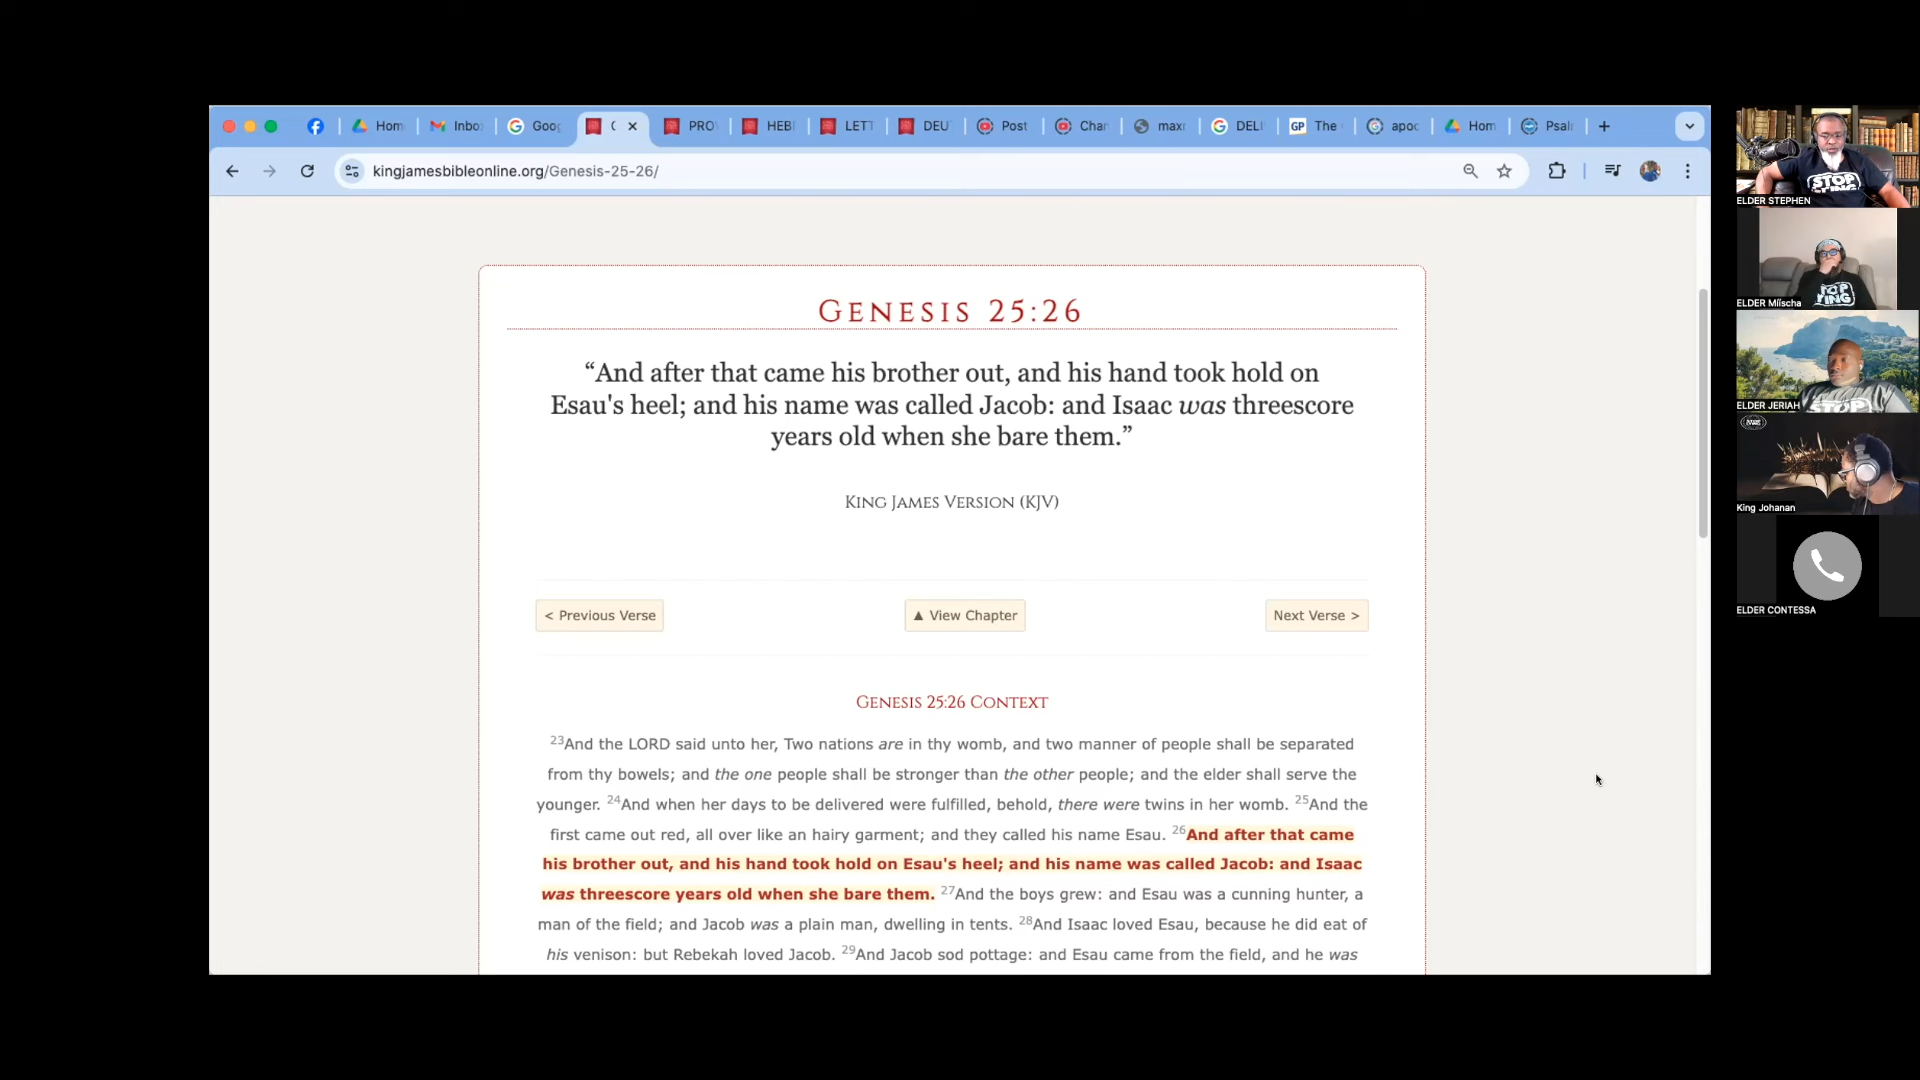 Hom
Inbo
Goo
PRO
HEB
LET
DEU
Post
Chan
maxr
DELI
GP The
apoc
Hom
Psalr
kingjamesbibleonline.org/Genesis-25-26/
GENESIS 25:26
“And after that came his brother out, and his hand took hold on
Esau's heel; and his name was called Jacob: and Isaac was threescore
years old when she bare them.”
KING JAMES VERSION (KJV)
< Previous Verse
▲ View Chapter
Next Verse >
GENESIS 25:26 CONTEXT
23And the LORD said unto her, Two nations are in thy womb, and two manner of people shall be separated
from thy bowels; and the one people shall be stronger than the other people; and the elder shall serve the
younger. 24And when her days to be delivered were fulfilled, behold, there were twins in her womb. 25And the
first came out red, all over like an hairy garment; and they called his name Esau. 26And after that came
his brother out, and his hand took hold on Esau's heel; and his name was called Jacob: and Isaac
was threescore years old when she bare them. 27And the boys grew: and Esau was a cunning hunter, a
man of the field; and Jacob was a plain man, dwelling in tents. 28And Isaac loved Esau, because he did eat of
his venison: but Rebekah loved Jacob. 29And Jacob sod pottage: and Esau came from the field, and he was
STOP
ELDER STEPHEN
ELDER Miischa
STOP
ELDER JERIAH
King Johanan
ELDER CONTESSA